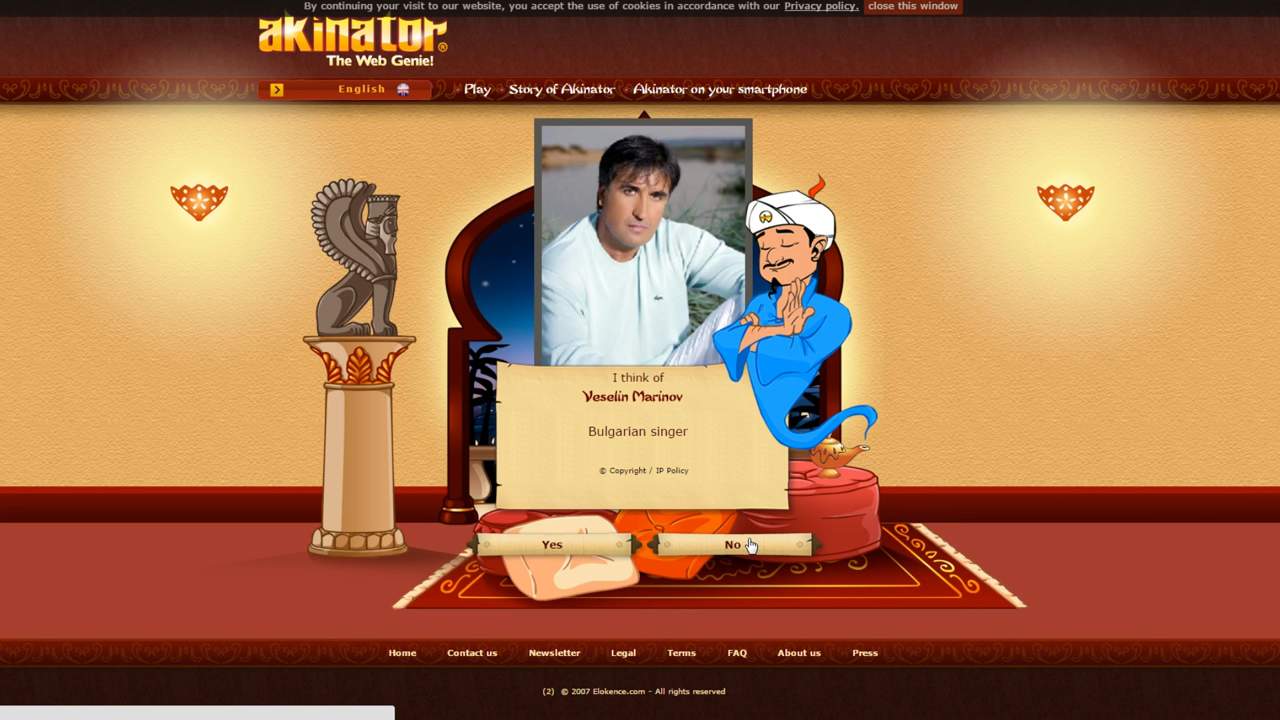 By continuing your visit to our website, you accept the use of cookies in accordance with our Privacy policy. close this window
akinator®
The Web Genie!
English
Play
Story of Akinator
Akinator on your smartphone
I think of
Veselin Marinov
Bulgarian singer
© Copyright / IP Policy
Yes
No
Home Contact us Newsletter Legal Terms FAQ About us Press
(2) © 2007 Elokence.com - All rights reserved